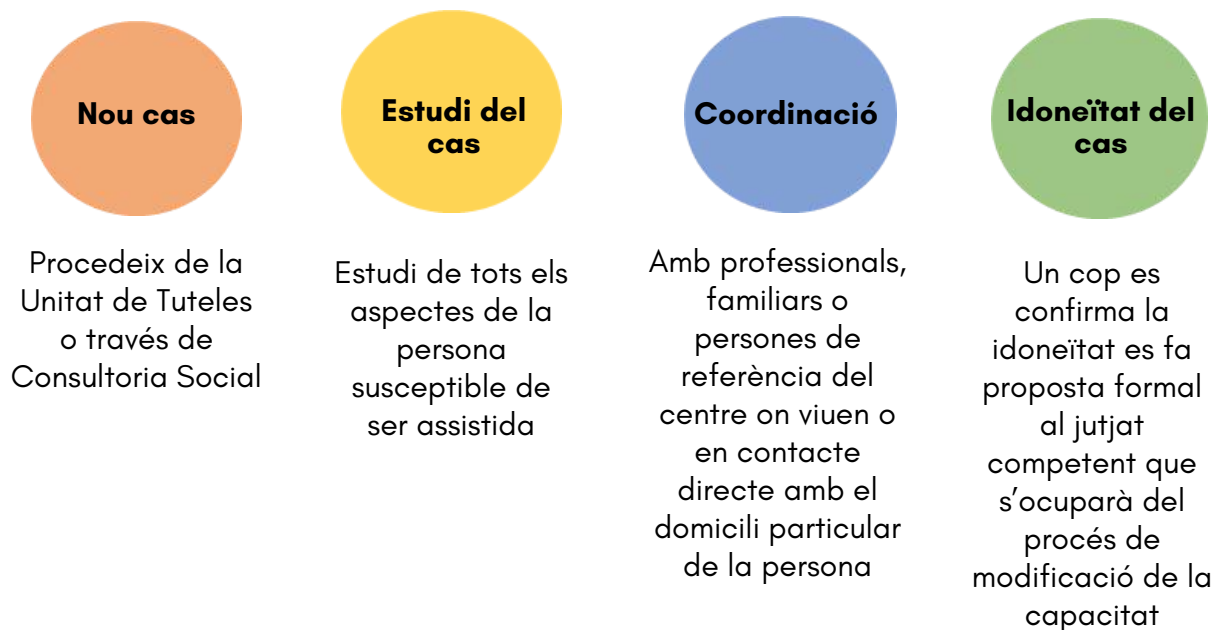 Nou cas
Procedeix de la
Unitat de Tuteles
o través de
Consultoria Social
Estudi del
cas
Estudi de tots els
aspectes de la
persona
susceptible de
ser assistida
Coordinació
Amb professionals,
familiars o
persones de
referència del
centre on viuen o
en contacte
directe amb el
domicili particular
de la persona
Idoneïtat del
cas
Un cop es
confirma la
idoneïtat es fa
proposta formal
al jutjat
competent que
s’ocuparà del
procés de
modificació de la
capacitat